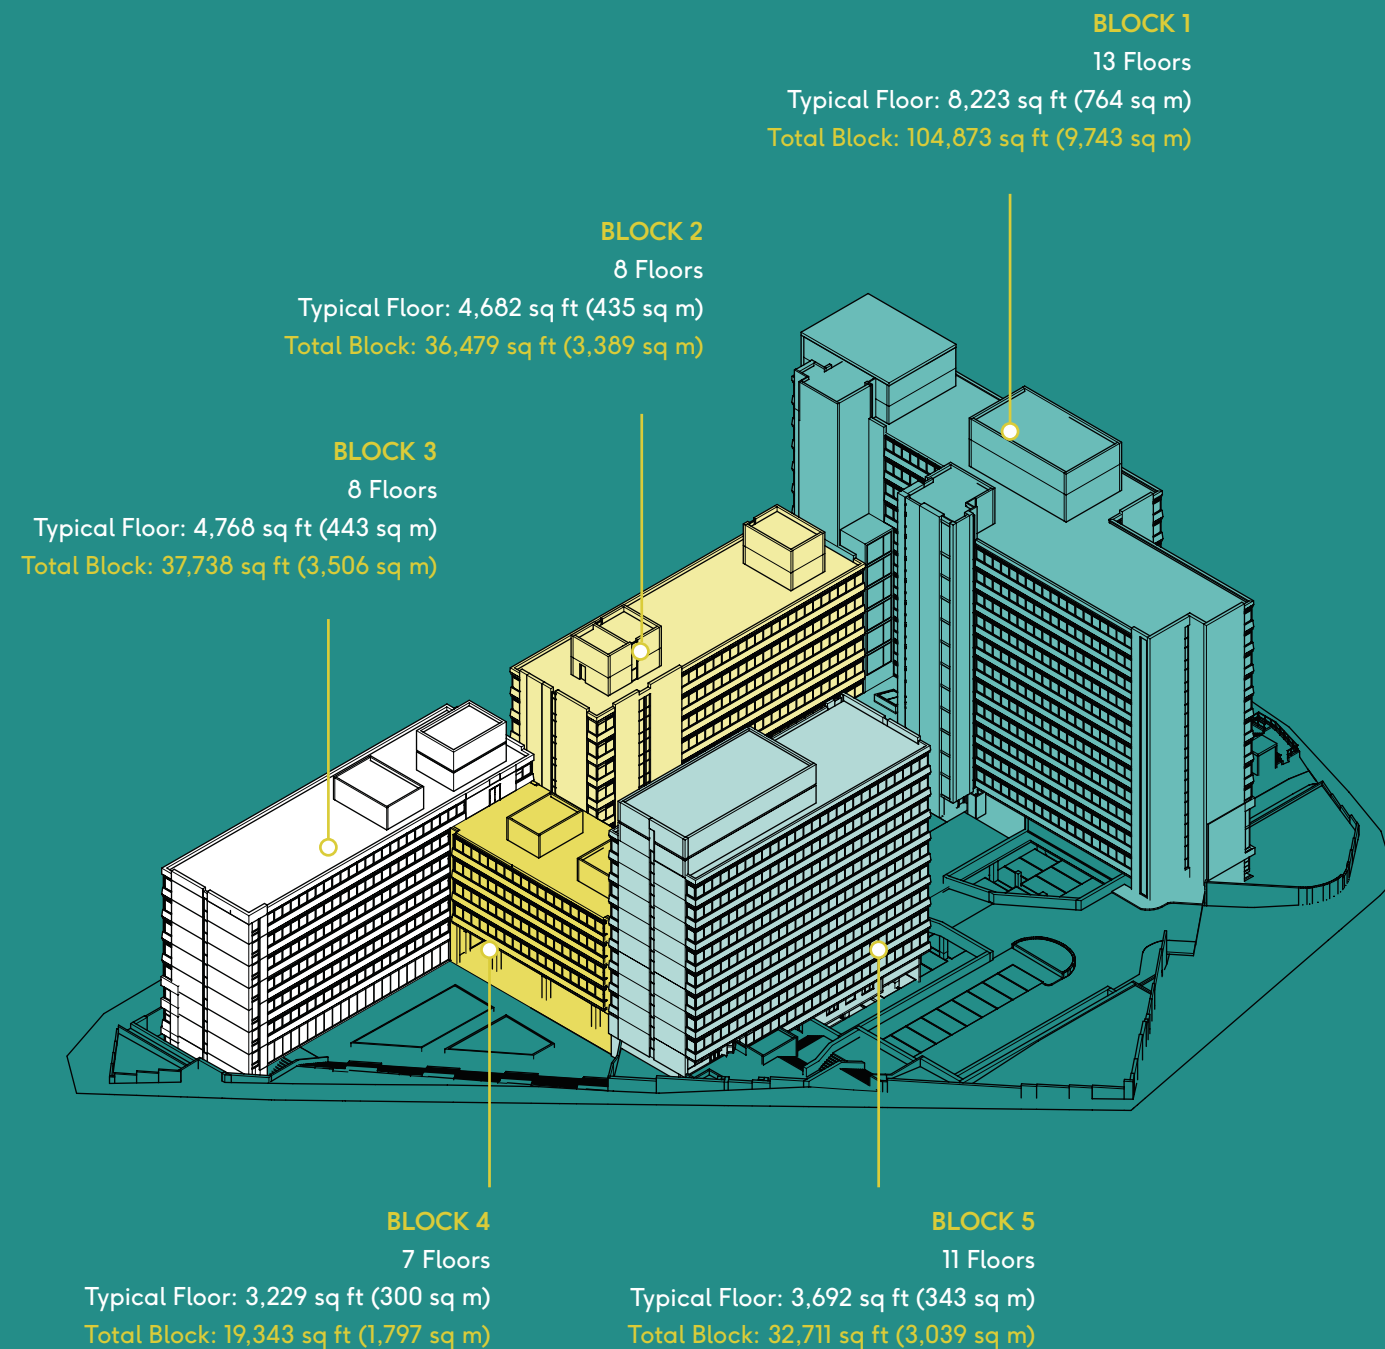 BLOCK 1
13 Floors
Typical Floor: 8,223 sq ft (764 sq m)
Total Block: 104,873 sq ft (9,743 sq m)
BLOCK 2
8 Floors
Typical Floor: 4,682 sq ft (435 sq m)
Total Block: 36,479 sq ft (3,389 sq m)
BLOCK 3
8 Floors
Typical Floor: 4,768 sq ft (443 sq m)
Total Block: 37,738 sq ft (3,506 sq m)
BLOCK 4
7 Floors
Typical Floor: 3,229 sq ft (300 sq m)
Total Block: 19,343 sq ft (1,797 sq m)
BLOCK 5
11 Floors
Typical Floor: 3,692 sq ft (343 sq m)
Total Block: 32,711 sq ft (3,039 sq m)